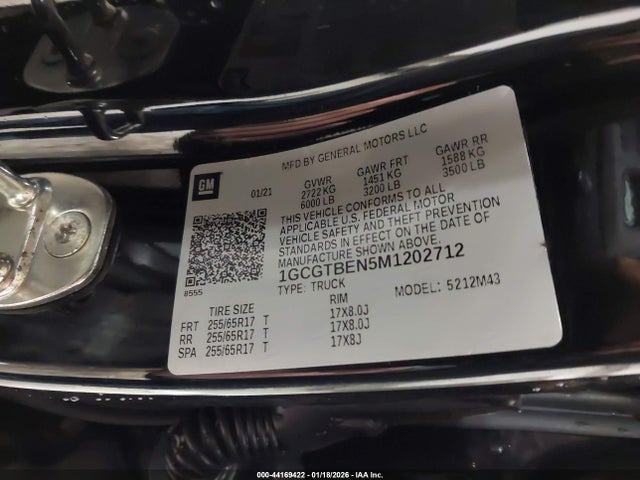 MFD BY GENERAL MOTORS LLC
GM 01/21 GVWR GAWR FRT GAWR RR
2722 KG 1451 KG 1588 KG
6000 LB 3200 LB 3500 LB
THIS VEHICLE CONFORMS TO ALL
APPLICABLE U.S. FEDERAL MOTOR
VEHICLE SAFETY AND THEFT PREVENTION
STANDARDS IN EFFECT ON THE DATE OF
MANUFACTURE SHOWN ABOVE.
1GCGTBEN5M1202712
8555 TYPE: TRUCK MODEL: 5212M43
TIRE SIZE RIM
FRT 255/65R17 T 17X8.0J
RR 255/65R17 T 17X8.0J
SPA 255/65R17 T 17X8J
000-44169422 - 01/18/2026 - IAA Inc.